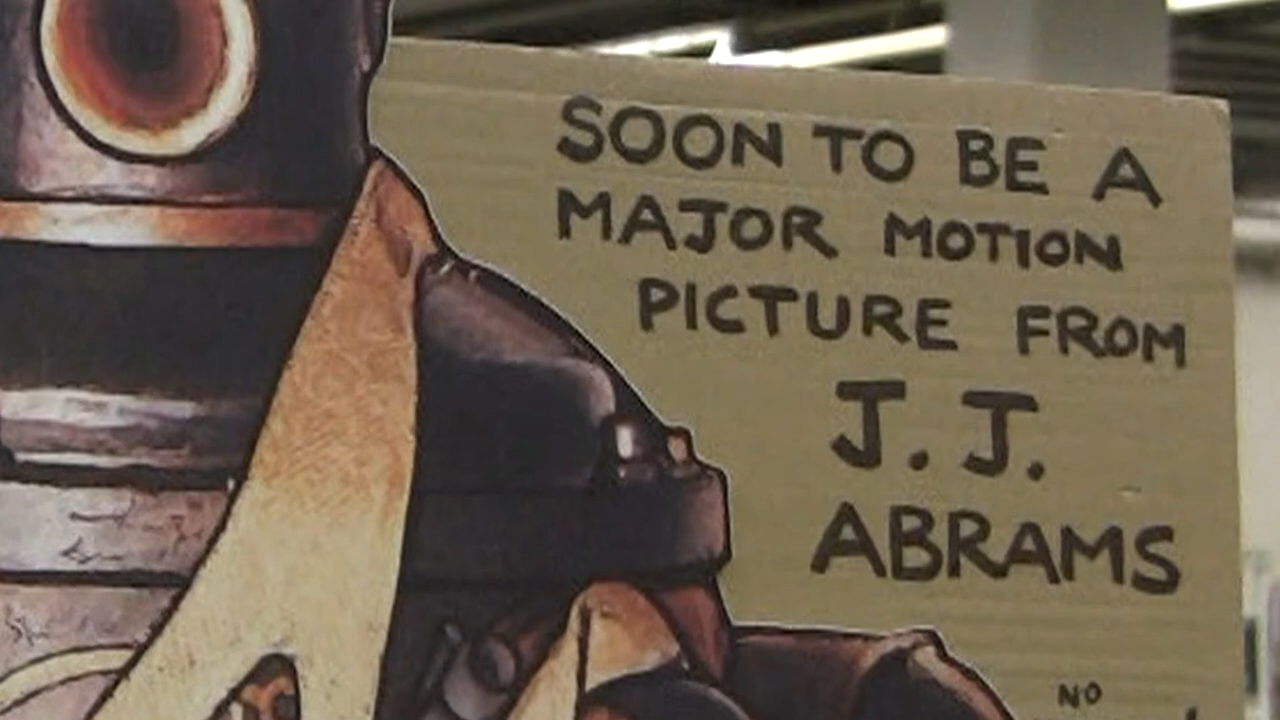 SOON TO BE A
MAJOR MOTION
PICTURE FROM
J.J.
ABRAMS
NO